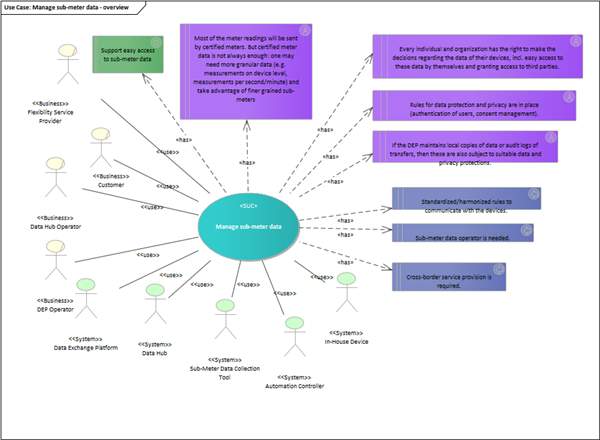 Use Case: Manage sub-meter data - overview
Support easy access
to sub-meter data
Most of the meter readings will be sent
by certified meters. But certified meter
data is not always enough: one may
need more granular data (e.g.
measurements on device level,
measurements per second/minute) and
take advantage of finer grained sub-
meters
Every individual and organization has the right to make the
decisions regarding the data of their devices, incl. easy access to
these data by themselves and granting access to third parties.
Rules for data protection and privacy are in place
(authentication of users, consent management).
If the DEP maintains local copies of data or audit logs of
transfers, then these are also subject to suitable data and
privacy protections.
Standardized/harmonized rules to
communicate with the devices.
Sub-meter data operator is needed.
Cross-border service provision is
required.
«has»
«has»
«has»
«has»
«has»
«has»
«has»
«has»
<<Business>>
Flexibility Service
Provider
<<Business>>
Customer
<<Business>>
Data Hub Operator
<<Business>>
DEP Operator
<<use>>
<<use>>
<<use>>
<<use>>
<<use>>
<<use>>
<<use>>
<<use>>
<<use>>
«SUC»
Manage sub-meter data
<<System>>
Data Exchange Platform
<<System>>
Data Hub
<<System>>
Sub-Meter Data Collection
Tool
<<System>>
Automation Controller
<<System>>
In-House Device